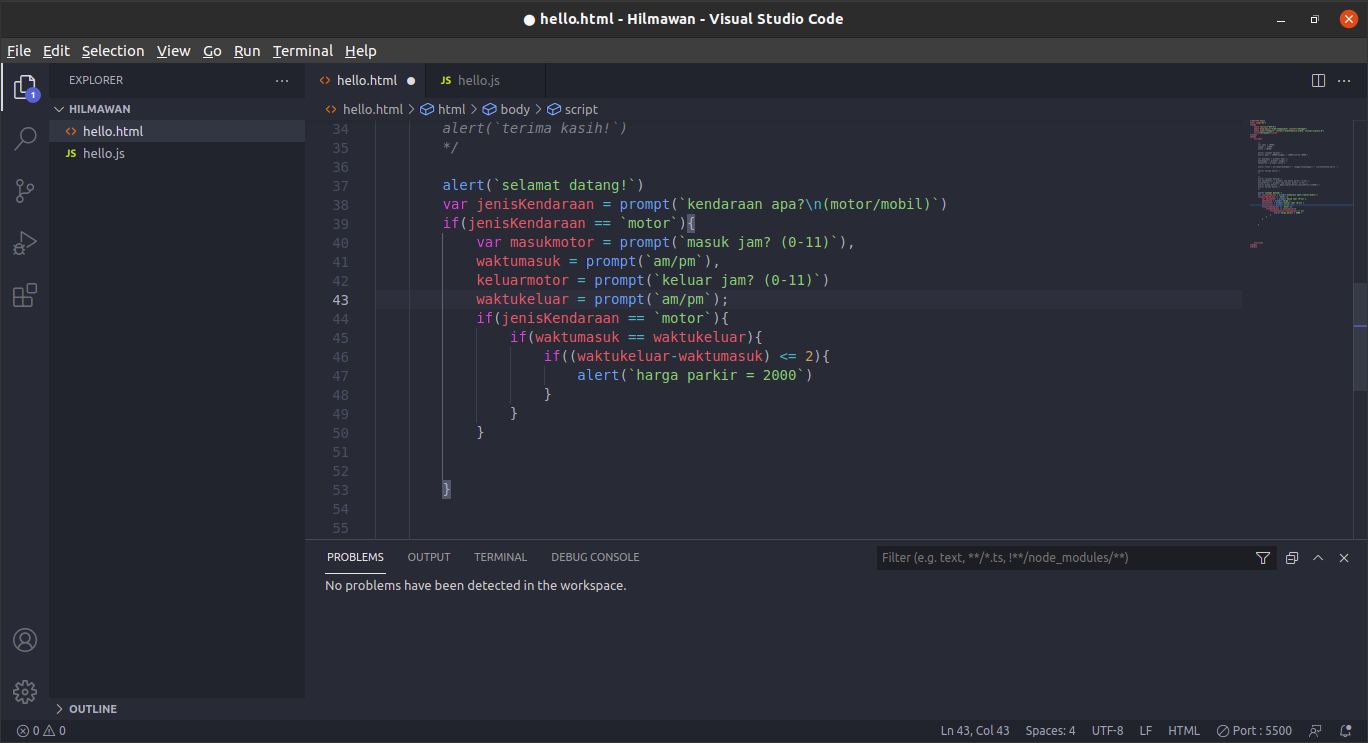 ● hello.html - Hilmawan - Visual Studio Code
File Edit Selection View Go Run Terminal Help
EXPLORER
HILMAWAN
hello.html
JS hello.js
OUTLINE
1
hello.html ● JS hello.js
hello.html > html > body > script
34 alert(`terima kasih!`)
35 */
36
37 alert(`selamat datang!`)
38 var jenisKendaraan = prompt(`kendaraan apa?\n(motor/mobil)`)
39 if(jenisKendaraan == `motor`){
40 var masukmotor = prompt(`masuk jam? (0-11)`),
41 waktumasuk = prompt(`am/pm`),
42 keluarmotor = prompt(`keluar jam? (0-11)`)
43 waktukeluar = prompt(`am/pm`);
44 if(jenisKendaraan == `motor`){
45 if(waktumasuk == waktukeluar){
46 if((waktukeluar-waktumasuk) <= 2){
47 alert(`harga parkir = 2000`)
48 }
49 }
50 }
51
52
53 }
54
55
PROBLEMS OUTPUT TERMINAL DEBUG CONSOLE Filter (e.g. text, **/*.ts, !**/node_modules/**)
No problems have been detected in the workspace.
0 0 Ln 43, Col 43 Spaces: 4 UTF-8 LF HTML Port : 5500